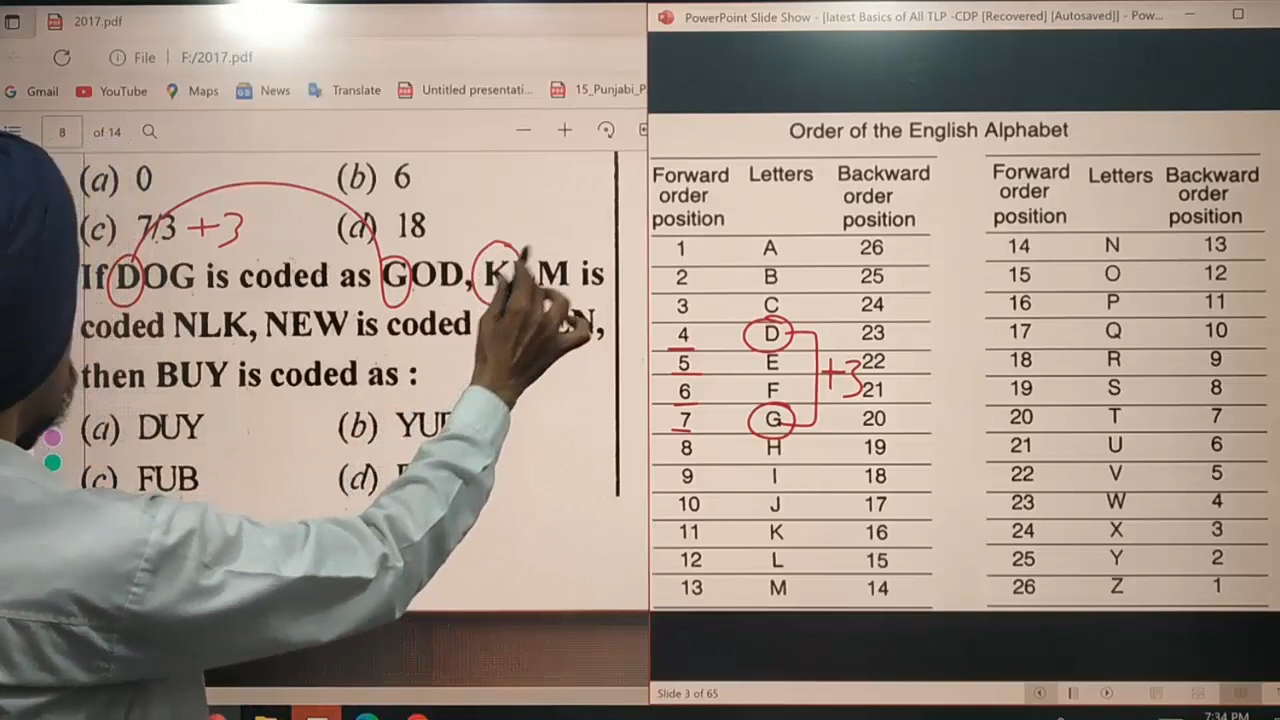 2017.pdf
File F:/2017.pdf
Gmail YouTube Maps News Translate Untitled presentati... 15_Punjabi_P
8 of 14
(a) 0 (b) 6
(c) 7/3 +3 (d) 18
If DOG is coded as GOD, KLM is
coded NLK, NEW is coded
then BUY is coded as :
(a) DUY (b)
(c) FUB (d)
PowerPoint Slide Show - [latest Basics of All TLP -CDP [Recovered] [Autosaved]] - Pow...
Order of the English Alphabet
Forward order position Letters Backward order position
1 A 26
2 B 25
3 C 24
4 D 23
5 E 22
6 F 21
7 G 20
+3
8 H 19
9 I 18
10 J 17
11 K 16
12 L 15
13 M 14
Forward order position Letters Backward order position
14 N 13
15 O 12
16 P 11
17 Q 10
18 R 9
19 S 8
20 T 7
21 U 6
22 V 5
23 W 4
24 X 3
25 Y 2
26 Z 1
Slide 3 of 65
7:34 PM